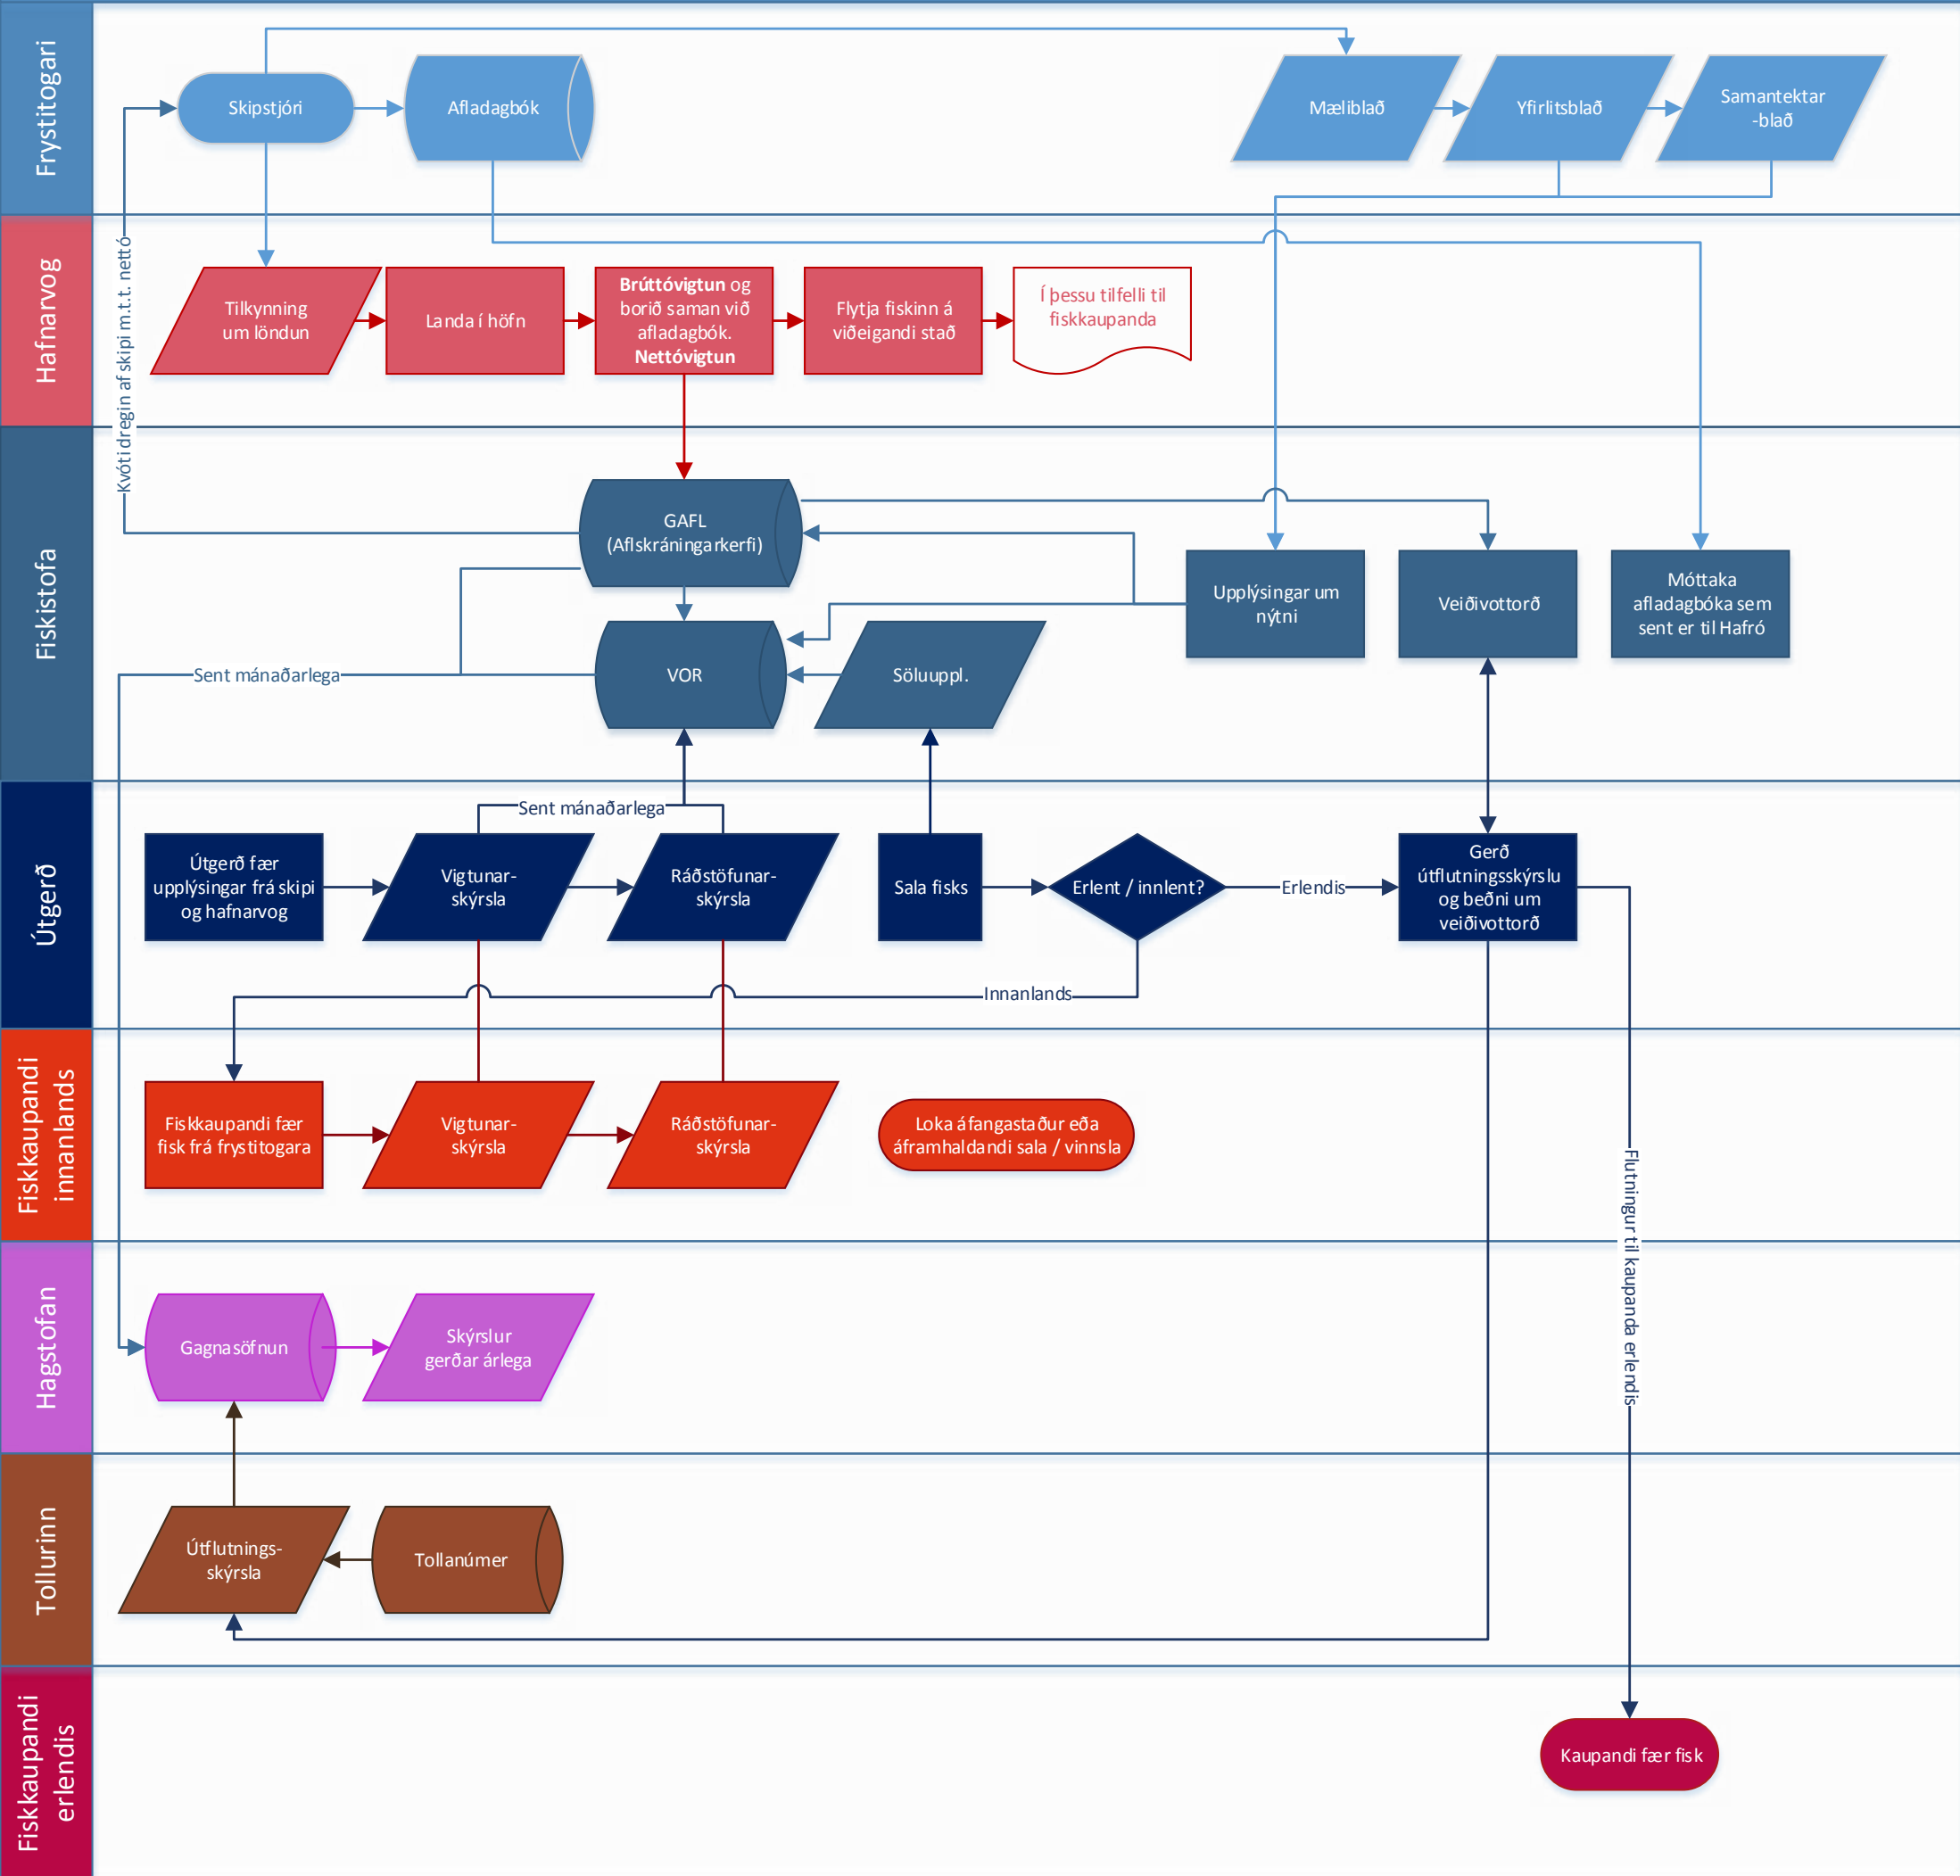 Frystitogari
Skipstjóri
Afladagbók
Mæliblað
Yfirlitsblað
Samantektar
-blað
Hafnarvog
Kvóti dregin af skipi m.t.t. nettó
Tilkynning
um löndun
Landa í höfn
Brúttóvigtun og
borið saman við
afladagbók.
Nettóvigtun
Flytja fiskinn á
viðeigandi stað
Í þessu tilfelli til
fiskkaupanda
Fiskistofa
GAFL
(Aflskráningarkerfi)
Upplýsingar um
nýtni
Veiðivottorð
Móttaka
afladagbóka sem
sent er til Hafró
Sent mánaðarlega
VOR
Söluuppl.
Útgerð
Sent mánaðarlega
Útgerð fær
upplýsingar frá skipi
og hafnarvog
Vigtunar-
skýrsla
Ráðstöfunar-
skýrsla
Sala fisks
Erlent / innlent?
Erlendis
Gerð
útflutningsskýrslu
og beðni um
veiðivottorð
Innanlands
Fiskkaupandi
innanlands
Fiskkaupandi fær
fisk frá frystitogara
Vigtunar-
skýrsla
Ráðstöfunar-
skýrsla
Loka áfangastaður eða
áframhaldandi sala / vinnsla
Flutningur til kaupanda erlendis
Hagstofan
Gagnasöfnun
Skýrslur
gerðar árlega
Tollurinn
Útflutnings-
skýrsla
Tollanúmer
Fiskkaupandi
erlendis
Kaupandi fær fisk